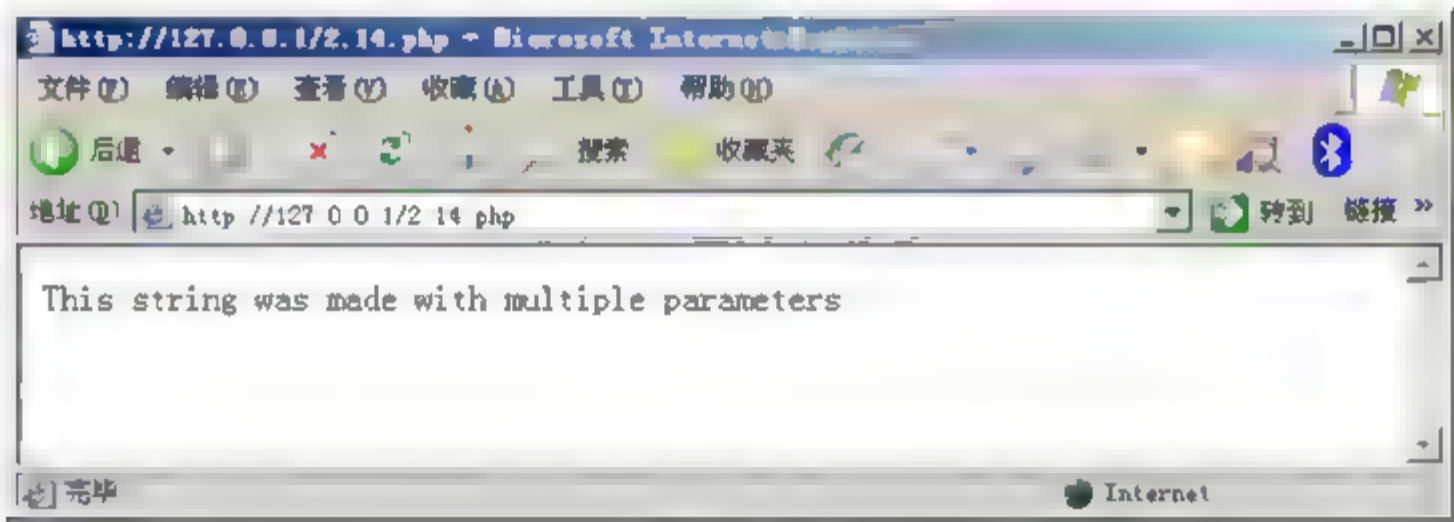 http://127.0.0.1/2.14.php - Microsoft Internet
文件(F) 编辑(E) 查看(V) 收藏(A) 工具(T) 帮助(H)
后退 搜索 收藏夹
地址(D) http //127 0 0 1/2 14 php 转到 链接 »
This string was made with multiple parameters
完毕 Internet